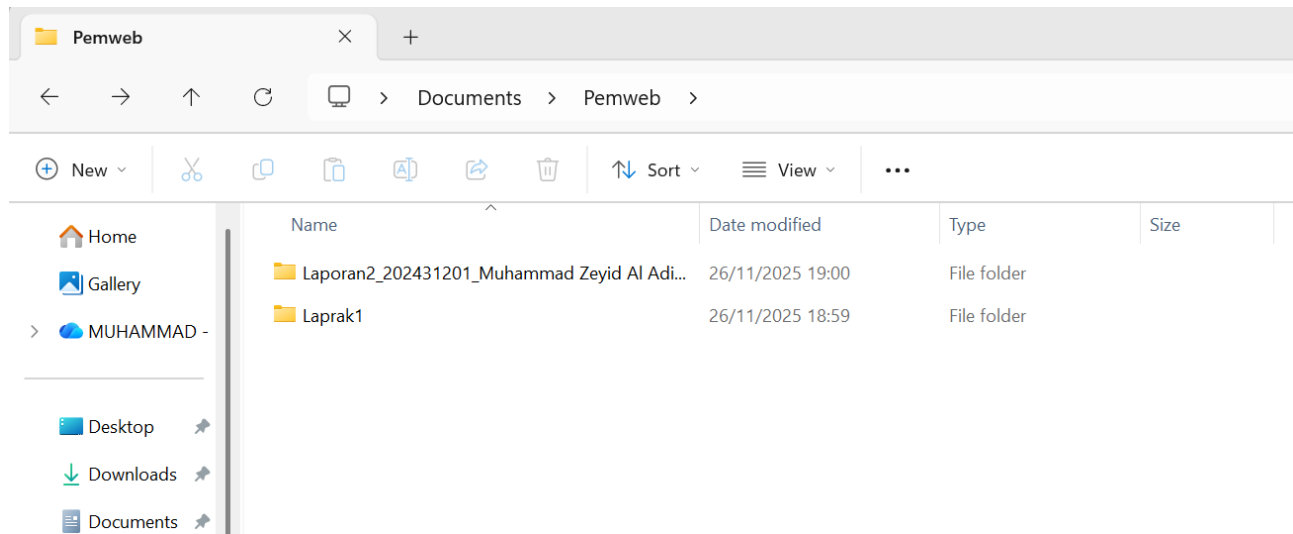 Pemweb
Documents > Pemweb >
New
Sort
View
Name Date modified Type Size
Home
Gallery
MUHAMMAD -
Desktop
Downloads
Documents
Laporan2_202431201_Muhammad Zeyid Al Adi... 26/11/2025 19:00 File folder
Laprak1 26/11/2025 18:59 File folder